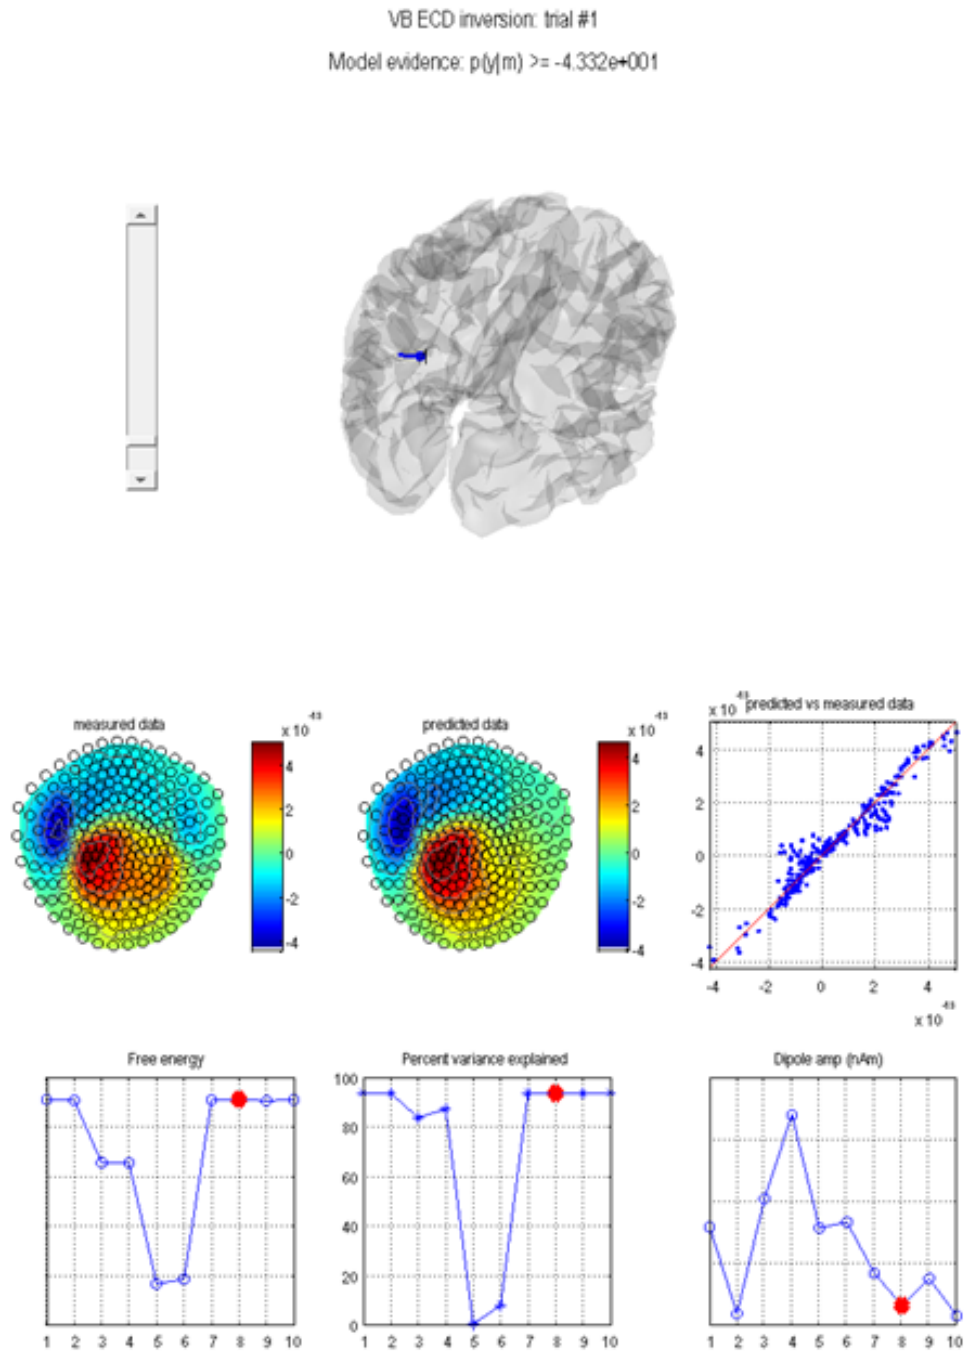 VB ECD inversion: trial #1
Model evidence: p(y|m) >= -4.332e+001
measured data
x 10
4
2
0
-2
-4
predicted data
x 10
4
2
0
-2
-4
predicted vs measured data
x 10
4
2
0
-2
-4
-4 -2 0 2 4
x 10
Free energy
1 2 3 4 5 6 7 8 9 10
Percent variance explained
100
80
60
40
20
0
1 2 3 4 5 6 7 8 9 10
Dipole amp (nAm)
1 2 3 4 5 6 7 8 9 10